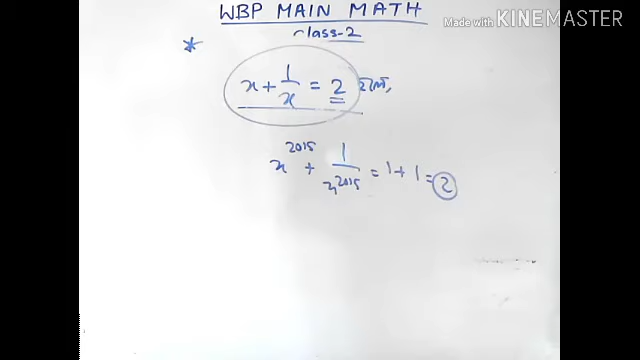 WBP MAIN MATH
Made with KINEMASTER
class-2
* x + 1/x = 2 হলে,
x^2015 + 1/x^2015 = 1 + 1 = 2